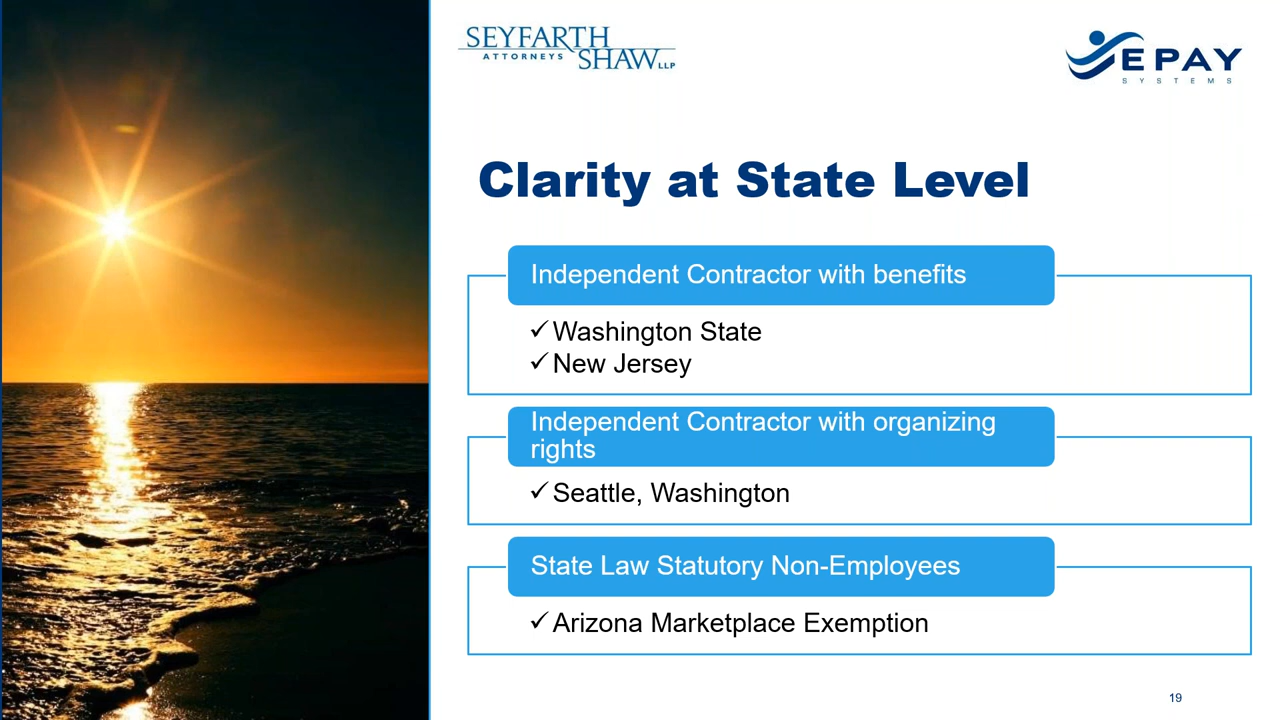 SEYFARTH
ATTORNEYS SHAW LLP
EPAY
SYSTEMS
Clarity at State Level
Independent Contractor with benefits
✓Washington State
✓New Jersey
Independent Contractor with organizing
rights
✓Seattle, Washington
State Law Statutory Non-Employees
✓Arizona Marketplace Exemption
19